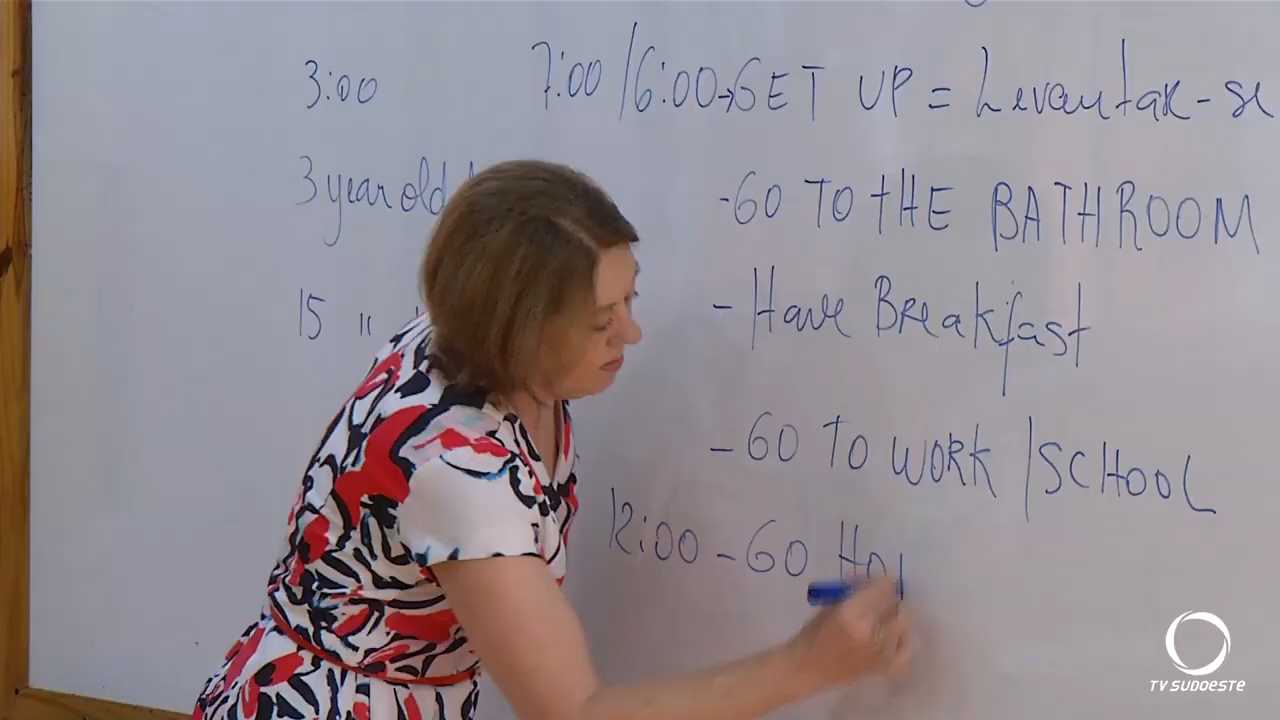 3:00
7:00 / 6:00→GET UP = Levantar-se
3 year old
-GO TO THE BATHROOM
15 "
- Have Breakfast
- GO TO WORK / SCHOOL
12:00 - GO
TV SUDOESTE